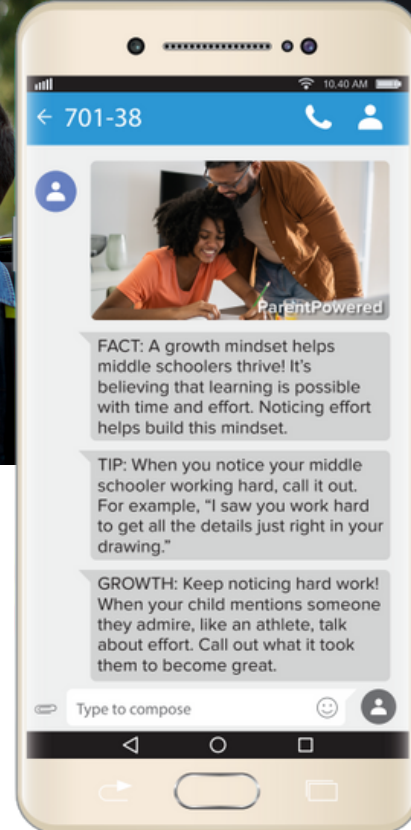 10.40 AM
701-38
ParentPowered
FACT: A growth mindset helps
middle schoolers thrive! It's
believing that learning is possible
with time and effort. Noticing effort
helps build this mindset.
TIP: When you notice your middle
schooler working hard, call it out.
For example, “I saw you work hard
to get all the details just right in your
drawing.”
GROWTH: Keep noticing hard work!
When your child mentions someone
they admire, like an athlete, talk
about effort. Call out what it took
them to become great.
Type to compose